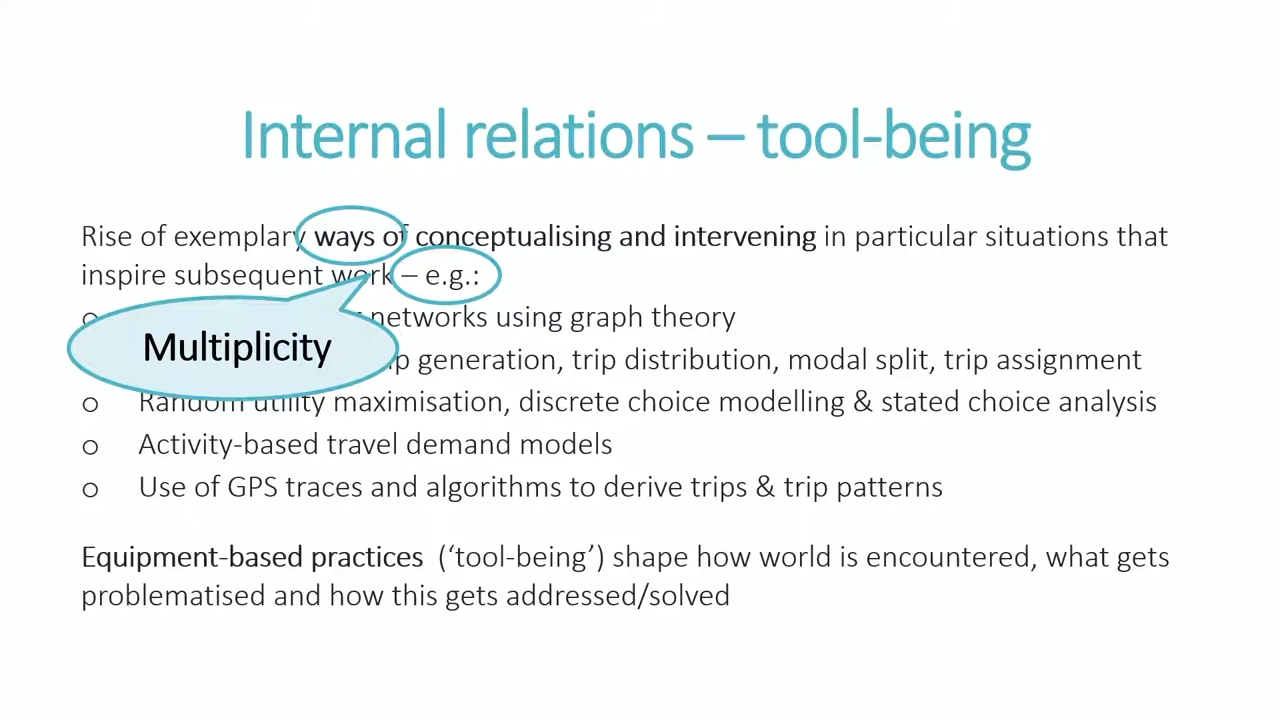 Internal relations – tool-being
Rise of exemplary ways of conceptualising and intervening in particular situations that
inspire subsequent work – e.g.:
networks using graph theory
Multiplicity
generation, trip distribution, modal split, trip assignment
o Random utility maximisation, discrete choice modelling & stated choice analysis
o Activity-based travel demand models
o Use of GPS traces and algorithms to derive trips & trip patterns
Equipment-based practices (‘tool-being’) shape how world is encountered, what gets
problematised and how this gets addressed/solved